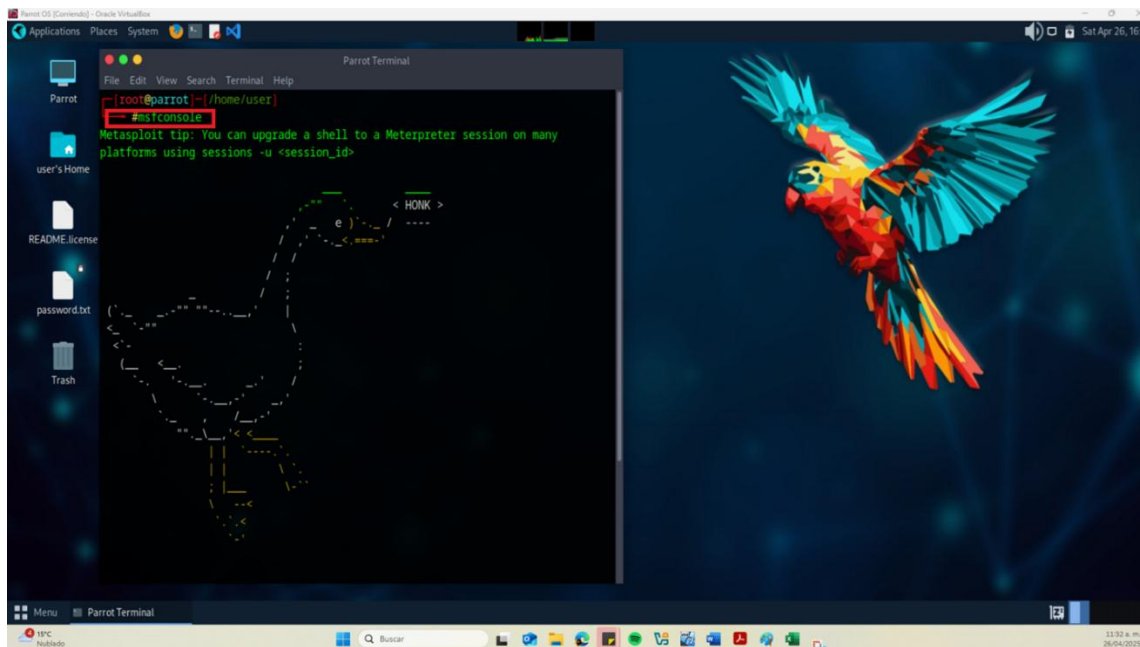 Parrot OS [Corriendo] - Oracle VirtualBox
Applications Places System
Sat Apr 26, 16
Parrot Terminal
File Edit View Search Terminal Help
Parrot
user's Home
README.license
password.txt
Trash
[root@parrot]-[/home/user]
#msfconsole
Metasploit tip: You can upgrade a shell to a Meterpreter session on many
platforms using sessions -u <session_id>
< HONK >
Menu Parrot Terminal
4
15°C
Nublado
Buscar
11:32 a. m.
26/04/2025